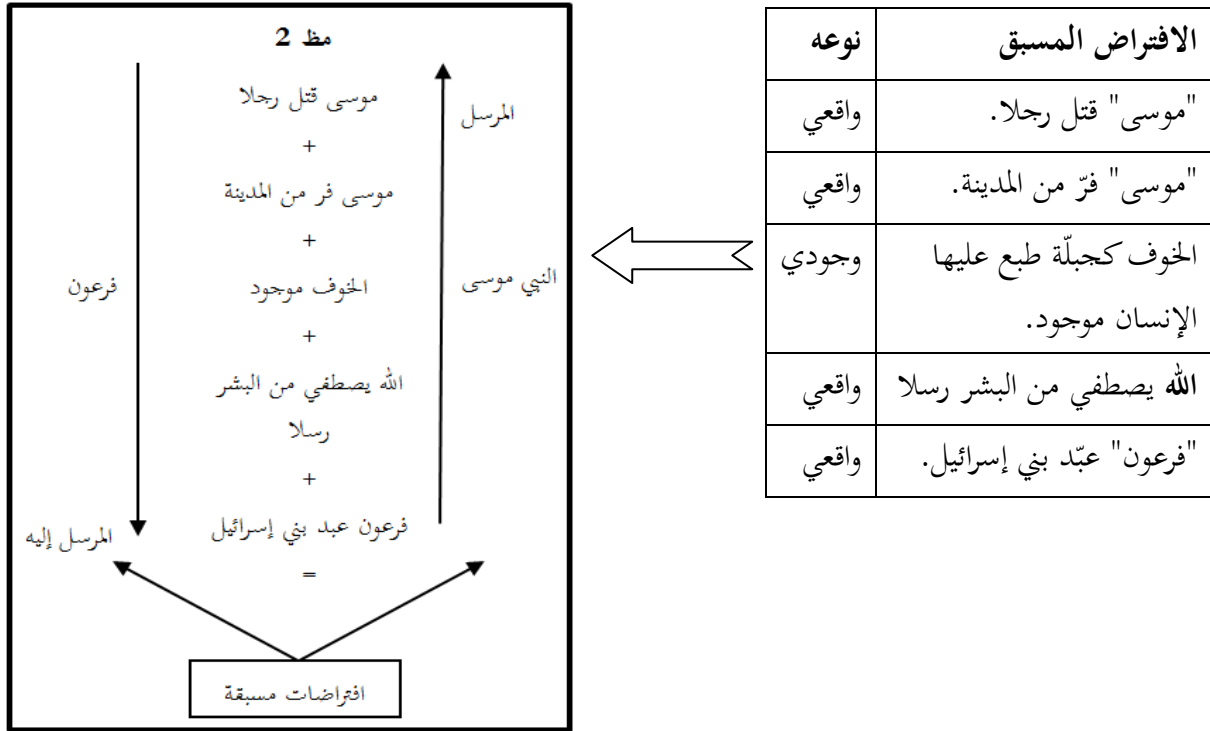 الافتراض المسبق نوعه
"موسى" قتل رجلا. واقعي
"موسى" فرّ من المدينة. واقعي
الخوف كجبلّة طبع عليها وجودي
الإنسان موجود.
الله يصطفي من البشر رسلا واقعي
"فرعون" عبّد بني إسرائيل. واقعي
مظ 2
موسى قتل رجلا
المرسل
+
موسى فر من المدينة
+
النبي موسى
الخوف موجود
فرعون
+
الله يصطفي من البشر
رسلا
+
فرعون عبد بني إسرائيل
المرسل إليه
=
افتراضات مسبقة